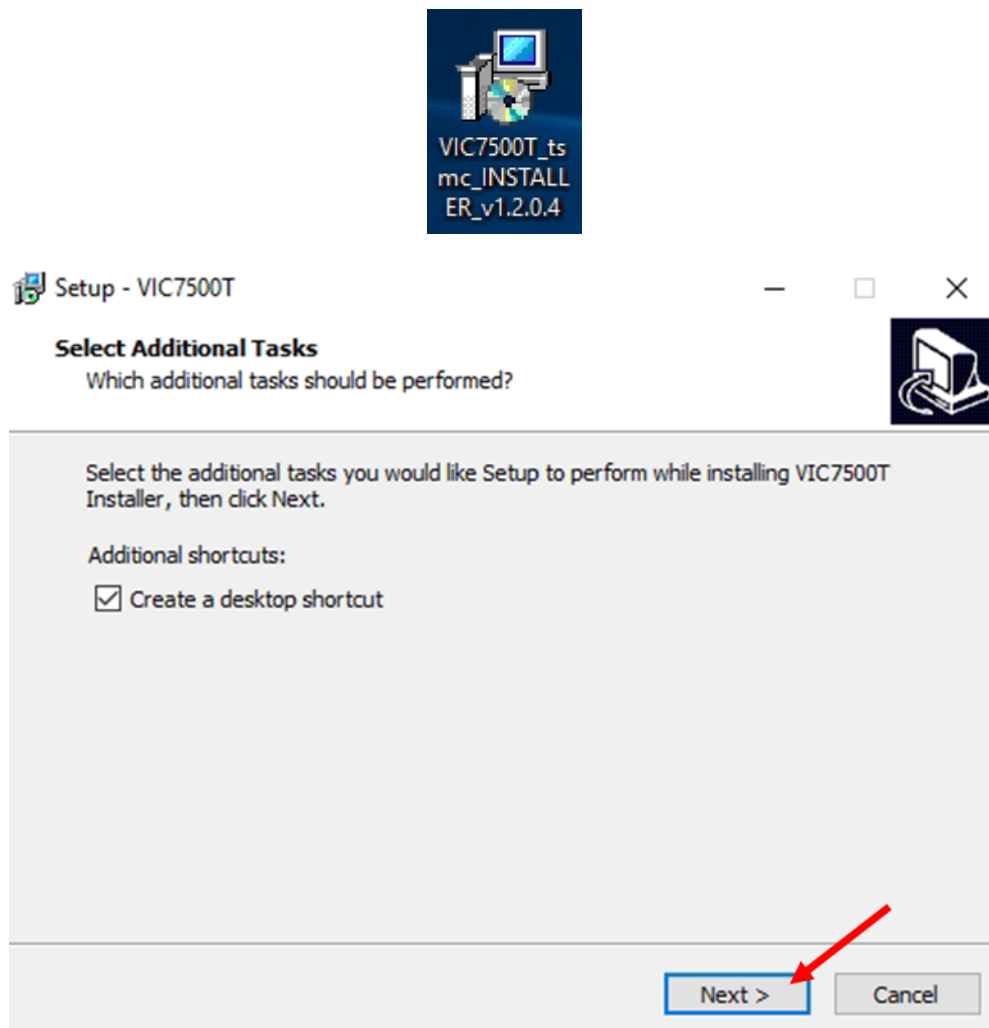 VIC7500T_ts
mc_INSTALL
ER_v1.2.0.4
Setup - VIC7500T
Select Additional Tasks
Which additional tasks should be performed?
Select the additional tasks you would like Setup to perform while installing VIC7500T
Installer, then click Next.
Additional shortcuts:
Create a desktop shortcut
Next >
Cancel